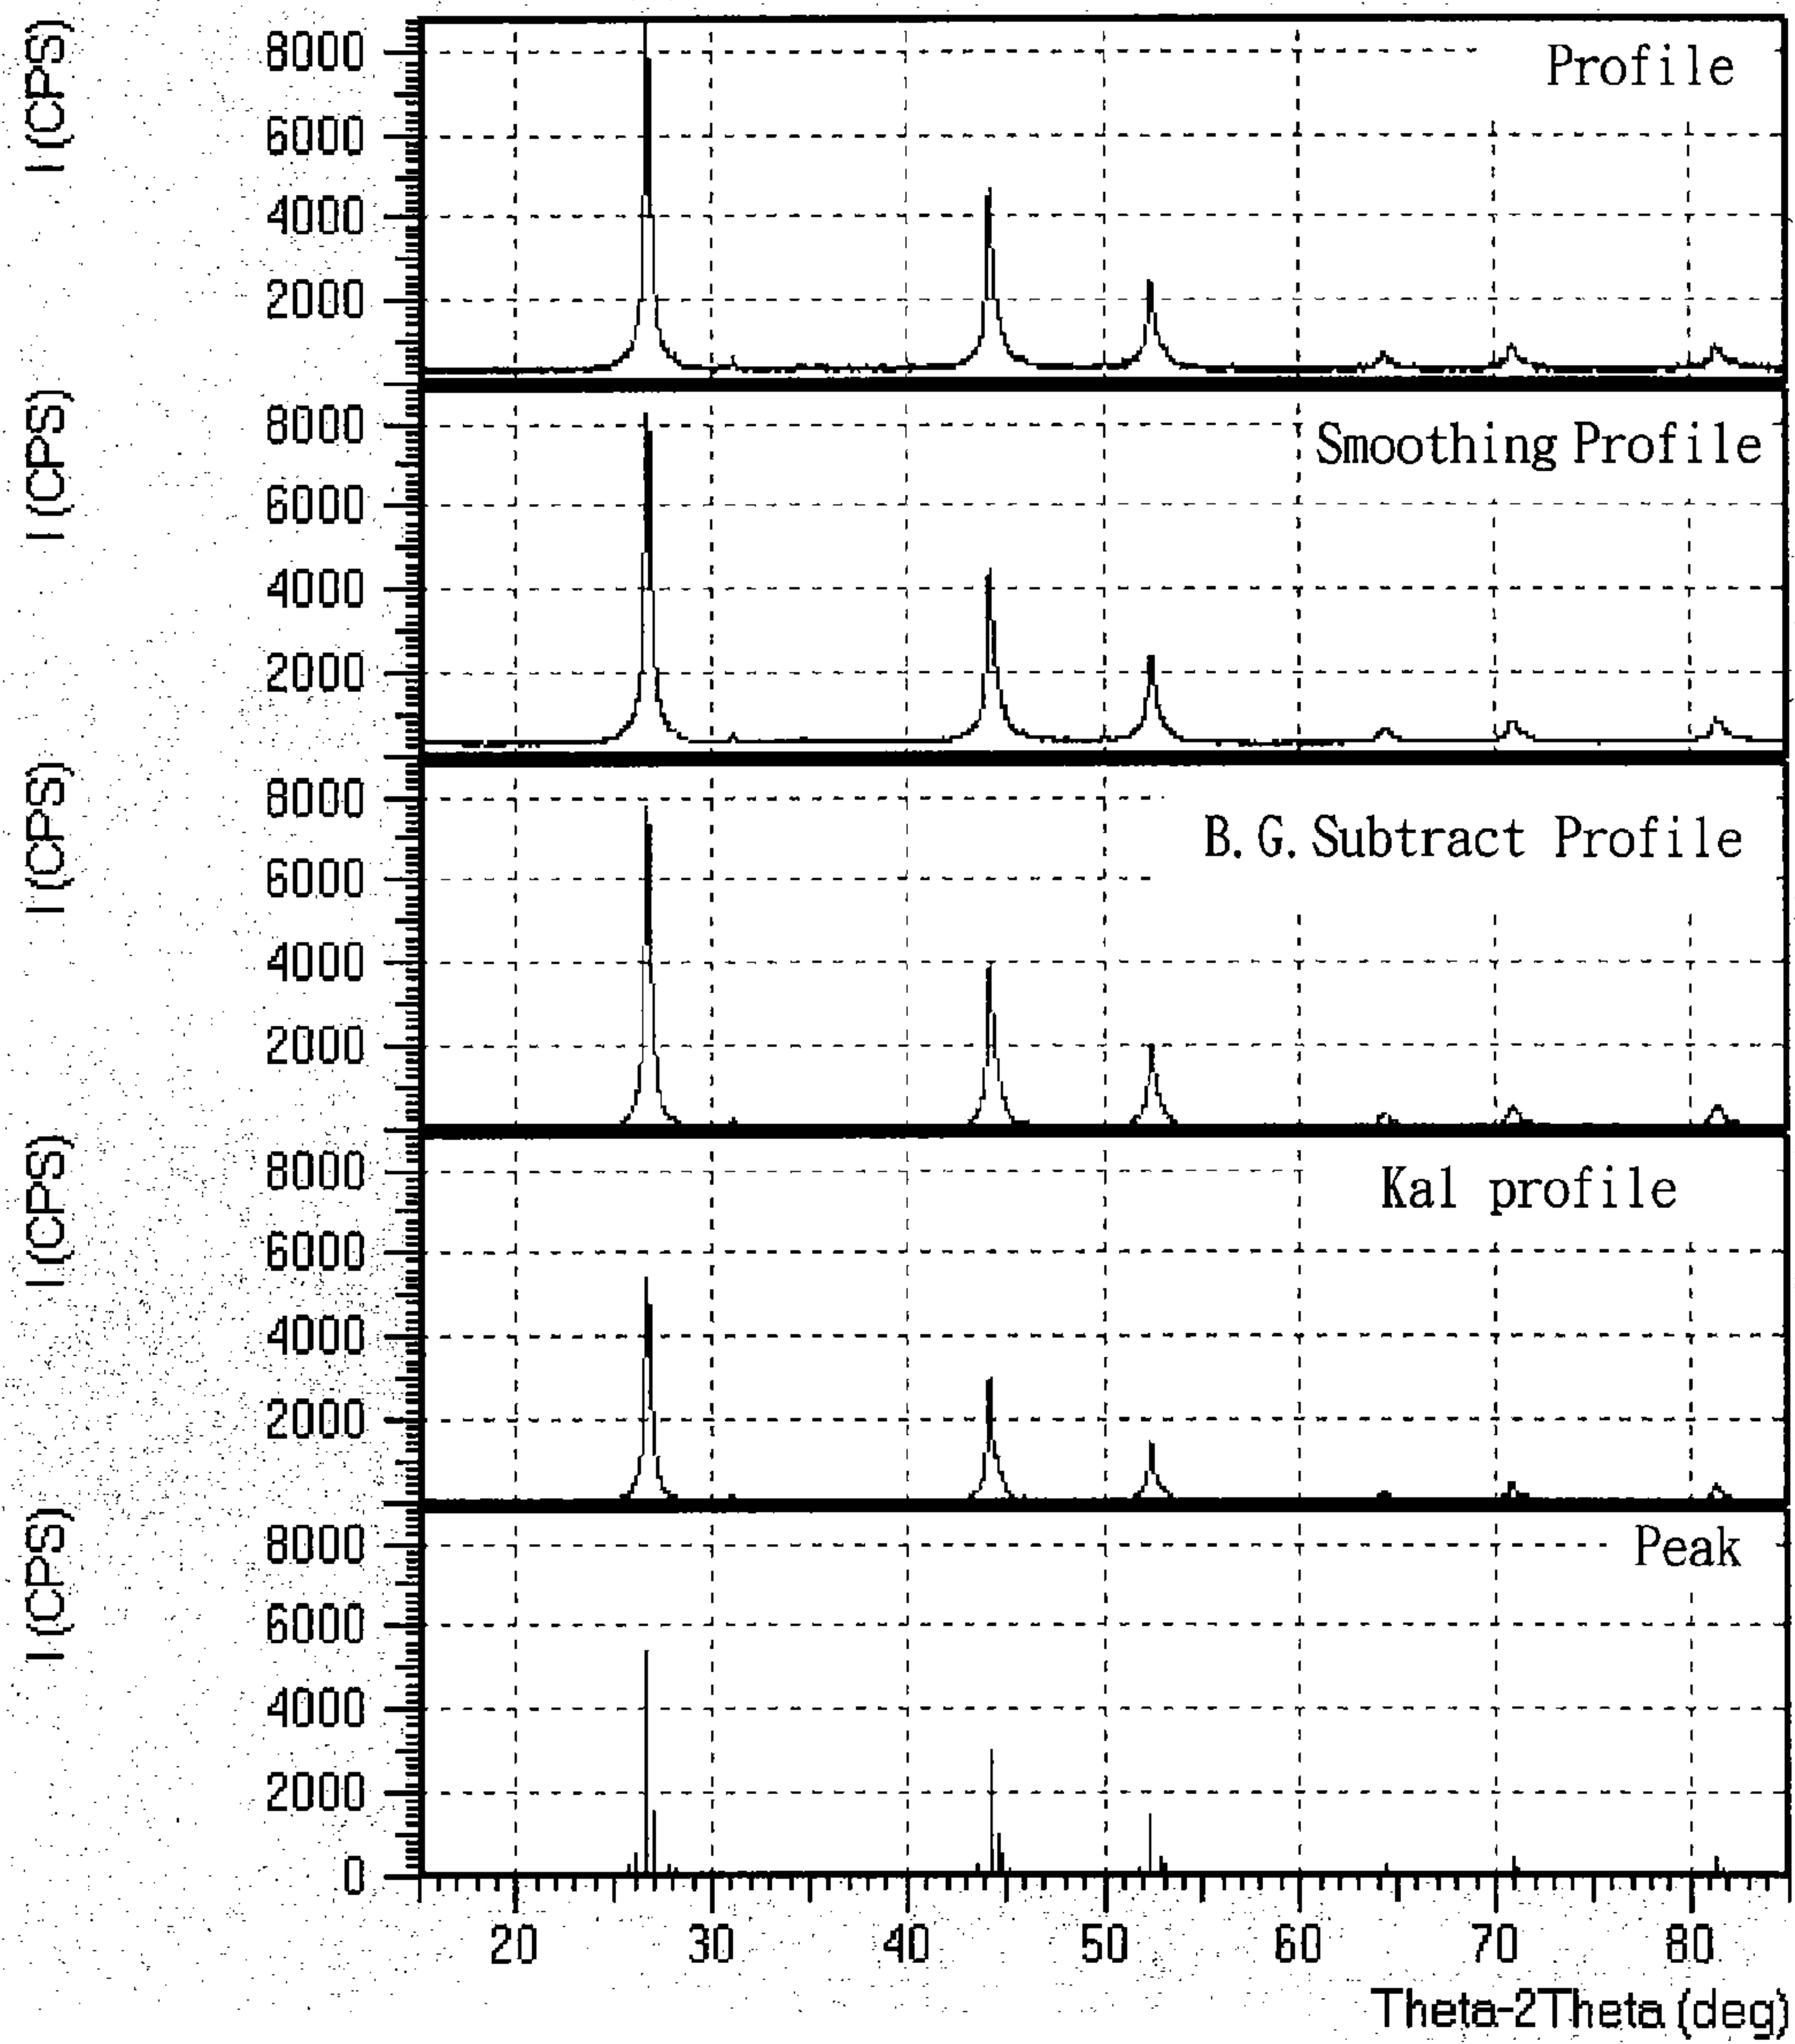 I (CPS)
8000
6000
4000
2000
Profile
I (CPS)
8000
6000
4000
2000
Smoothing Profile
I (CPS)
8000
6000
4000
2000
B.G.Subtract Profile
I (CPS)
8000
6000
4000
2000
Kal profile
I (CPS)
8000
6000
4000
2000
0
Peak
20 30 40 50 60 70 80
Theta-2Theta (deg)